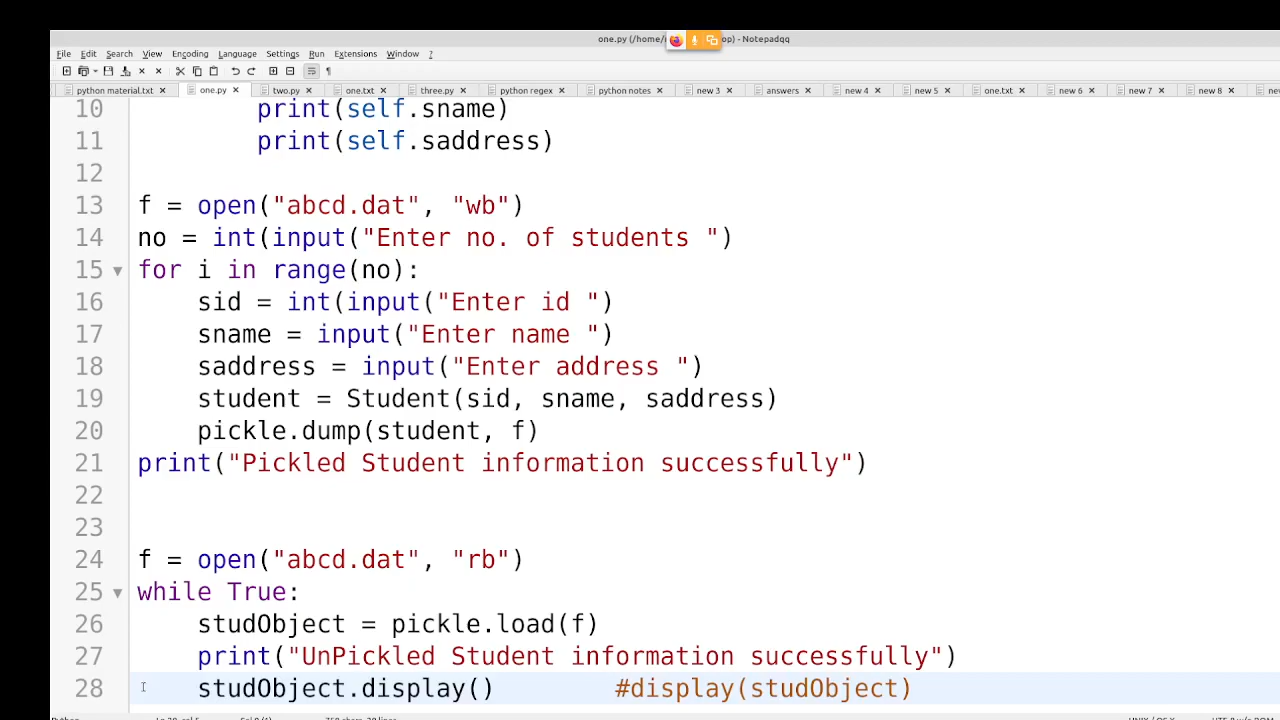 one.py (/home/ op) - Notepadqq
File Edit Search View Encoding Language Settings Run Extensions Window ?
python material.txt one.py two.py one.txt three.py python regex python notes new 3 answers new 4 new 5 one.txt new 6 new 7 new 8
10 print(self.sname)
11 print(self.saddress)
12
13 f = open("abcd.dat", "wb")
14 no = int(input("Enter no. of students ")
15 for i in range(no):
16 sid = int(input("Enter id ")
17 sname = input("Enter name ")
18 saddress = input("Enter address ")
19 student = Student(sid, sname, saddress)
20 pickle.dump(student, f)
21 print("Pickled Student information successfully")
22
23
24 f = open("abcd.dat", "rb")
25 while True:
26 studObject = pickle.load(f)
27 print("UnPickled Student information successfully")
28 studObject.display() #display(studObject)